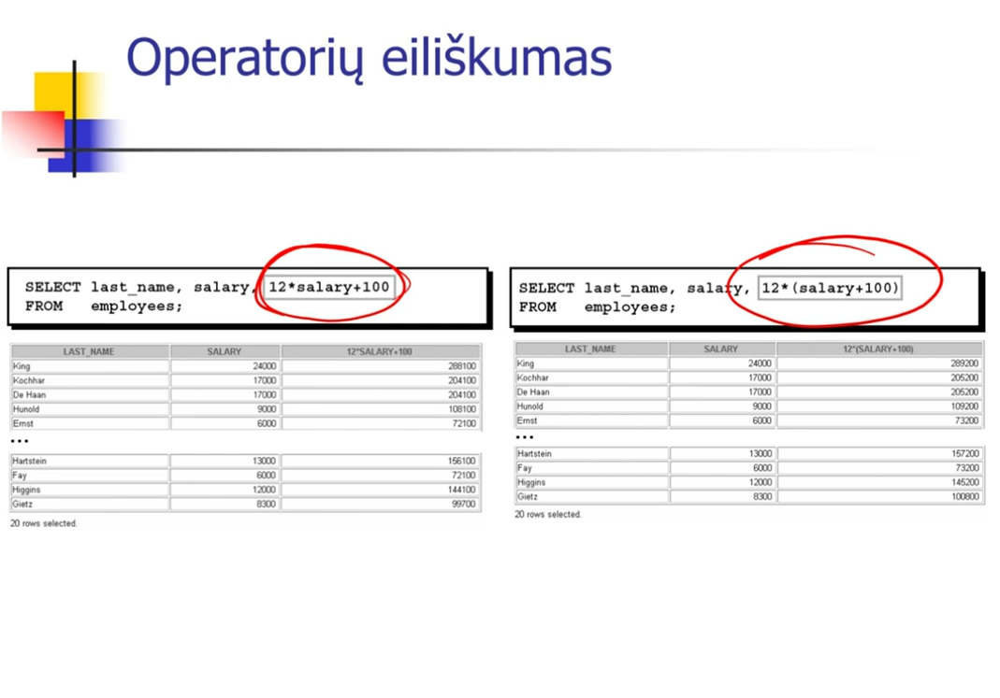 Operatorių eiliškumas
SELECT last_name, salary, 12*salary+100
FROM employees;
LAST_NAME SALARY 12*SALARY+100
King 24000 288100
Kochhar 17000 204100
De Haan 17000 204100
Hunold 9000 108100
Ernst 6000 72100
...
Hartstein 13000 156100
Fay 6000 72100
Higgins 12000 144100
Gietz 8300 99700
20 rows selected.
SELECT last_name, salary, 12*(salary+100)
FROM employees;
LAST_NAME SALARY 12*(SALARY+100)
King 24000 289200
Kochhar 17000 205200
De Haan 17000 205200
Hunold 9000 109200
Ernst 6000 73200
...
Hartstein 13000 157200
Fay 6000 73200
Higgins 12000 145200
Gietz 8300 100800
20 rows selected.